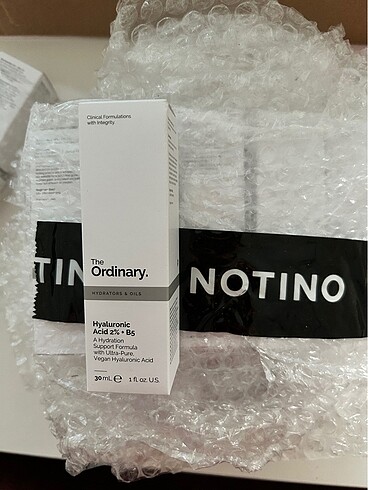 Clinical Formulations
with Integrity.
The
Ordinary.
HYDRATORS & OILS
Hyaluronic
Acid 2% + B5
A Hydration
Support Formula
with Ultra-Pure,
Vegan Hyaluronic Acid
30 mL ℮ 1 fl. oz. U.S.
TIN
NOTINO